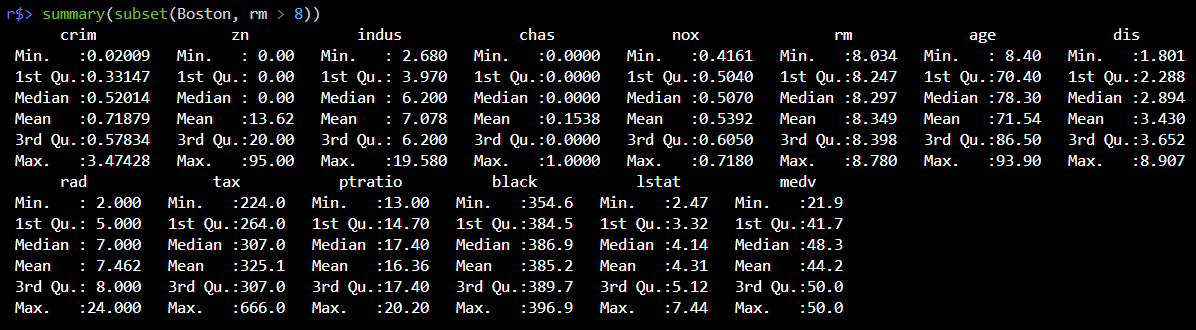 r$> summary(subset(Boston, rm > 8))
crim zn indus chas nox rm age dis
Min. :0.02009 Min. : 0.00 Min. : 2.680 Min. :0.0000 Min. :0.4161 Min. :8.034 Min. : 8.40 Min. :1.801
1st Qu.:0.33147 1st Qu.: 0.00 1st Qu.: 3.970 1st Qu.:0.0000 1st Qu.:0.5040 1st Qu.:8.247 1st Qu.:70.40 1st Qu.:2.288
Median :0.52014 Median : 0.00 Median : 6.200 Median :0.0000 Median :0.5070 Median :8.297 Median :78.30 Median :2.894
Mean :0.71879 Mean :13.62 Mean : 7.078 Mean :0.1538 Mean :0.5392 Mean :8.349 Mean :71.54 Mean :3.430
3rd Qu.:0.57834 3rd Qu.:20.00 3rd Qu.: 6.200 3rd Qu.:0.0000 3rd Qu.:0.6050 3rd Qu.:8.398 3rd Qu.:86.50 3rd Qu.:3.652
Max. :3.47428 Max. :95.00 Max. :19.580 Max. :1.0000 Max. :0.7180 Max. :8.780 Max. :93.90 Max. :8.907
rad tax ptratio black lstat medv
Min. : 2.000 Min. :224.0 Min. :13.00 Min. :354.6 Min. :2.47 Min. :21.9
1st Qu.: 5.000 1st Qu.:264.0 1st Qu.:14.70 1st Qu.:384.5 1st Qu.:3.32 1st Qu.:41.7
Median : 7.000 Median :307.0 Median :17.40 Median :386.9 Median :4.14 Median :48.3
Mean : 7.462 Mean :325.1 Mean :16.36 Mean :385.2 Mean :4.31 Mean :44.2
3rd Qu.: 8.000 3rd Qu.:307.0 3rd Qu.:17.40 3rd Qu.:389.7 3rd Qu.:5.12 3rd Qu.:50.0
Max. :24.000 Max. :666.0 Max. :20.20 Max. :396.9 Max. :7.44 Max. :50.0